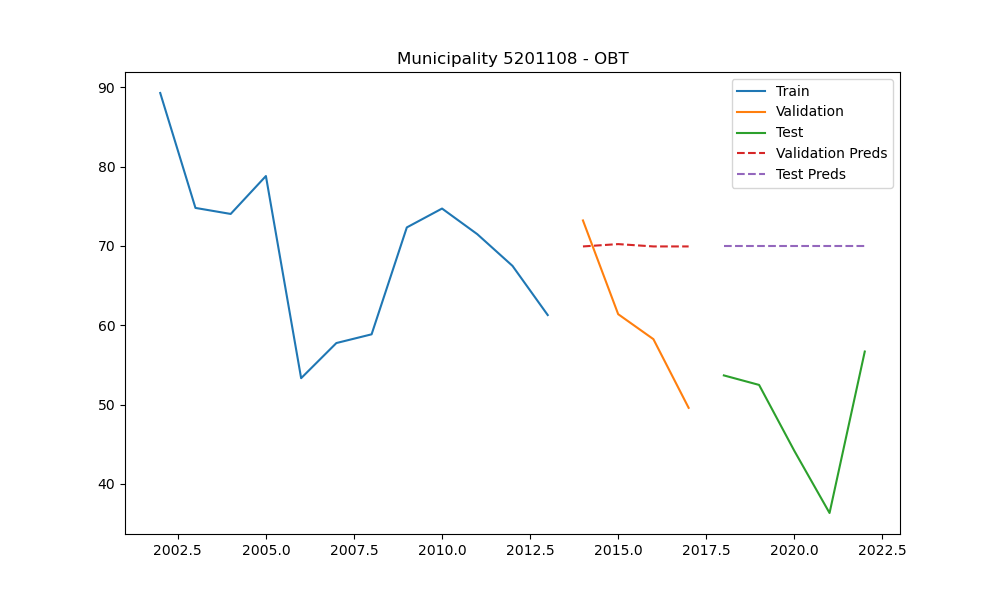 Municipality 5201108 - OBT
90
80
70
60
50
40
2002.5 2005.0 2007.5 2010.0 2012.5 2015.0 2017.5 2020.0 2022.5
Train
Validation
Test
Validation Preds
Test Preds